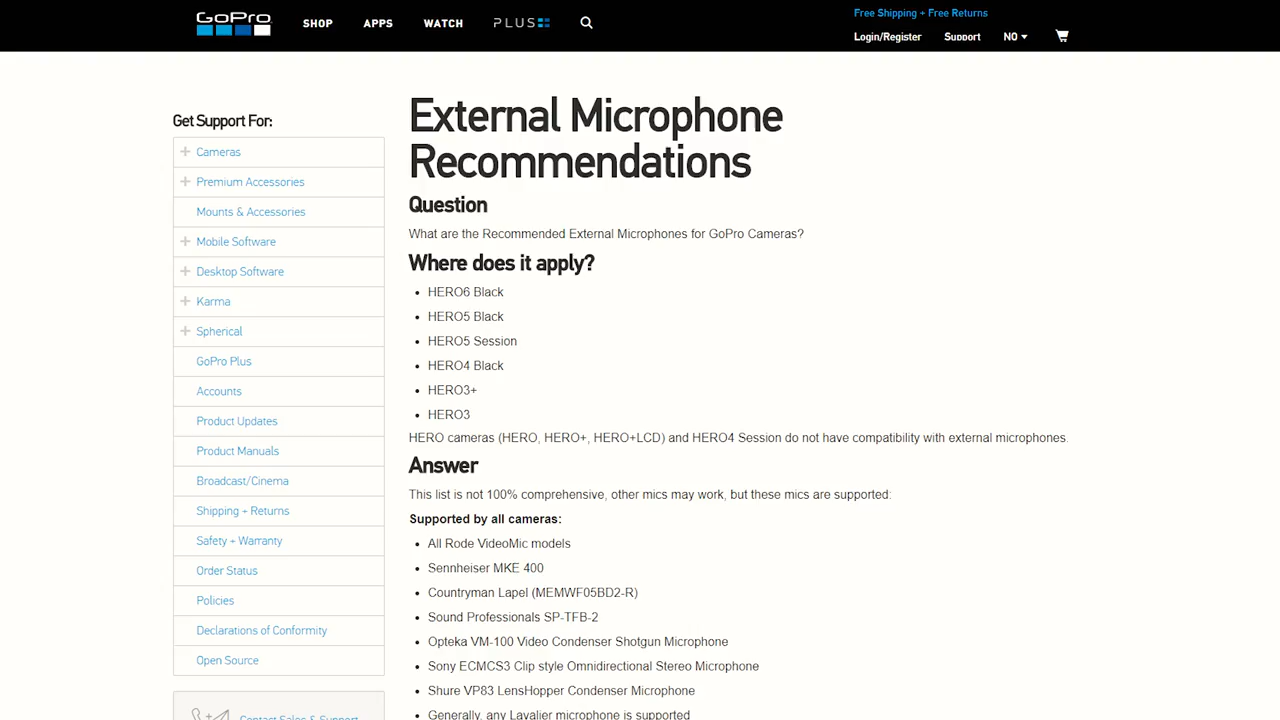 GoPro
SHOP
APPS
WATCH
PLUS
Free Shipping + Free Returns
Login/Register
Support
NO
Get Support For:
Cameras
Premium Accessories
Mounts & Accessories
Mobile Software
Desktop Software
Karma
Spherical
GoPro Plus
Accounts
Product Updates
Product Manuals
Broadcast/Cinema
Shipping + Returns
Safety + Warranty
Order Status
Policies
Declarations of Conformity
Open Source
Contact Sales & Support
External Microphone
Recommendations
Question
What are the Recommended External Microphones for GoPro Cameras?
Where does it apply?
• HERO6 Black
• HERO5 Black
• HERO5 Session
• HERO4 Black
• HERO3+
• HERO3
HERO cameras (HERO, HERO+, HERO+LCD) and HERO4 Session do not have compatibility with external microphones.
Answer
This list is not 100% comprehensive, other mics may work, but these mics are supported:
Supported by all cameras:
• All Rode VideoMic models
• Sennheiser MKE 400
• Countryman Lapel (MEMWF05BD2-R)
• Sound Professionals SP-TFB-2
• Opteka VM-100 Video Condenser Shotgun Microphone
• Sony ECMCS3 Clip style Omnidirectional Stereo Microphone
• Shure VP83 LensHopper Condenser Microphone
• Generally, any Lavalier microphone is supported